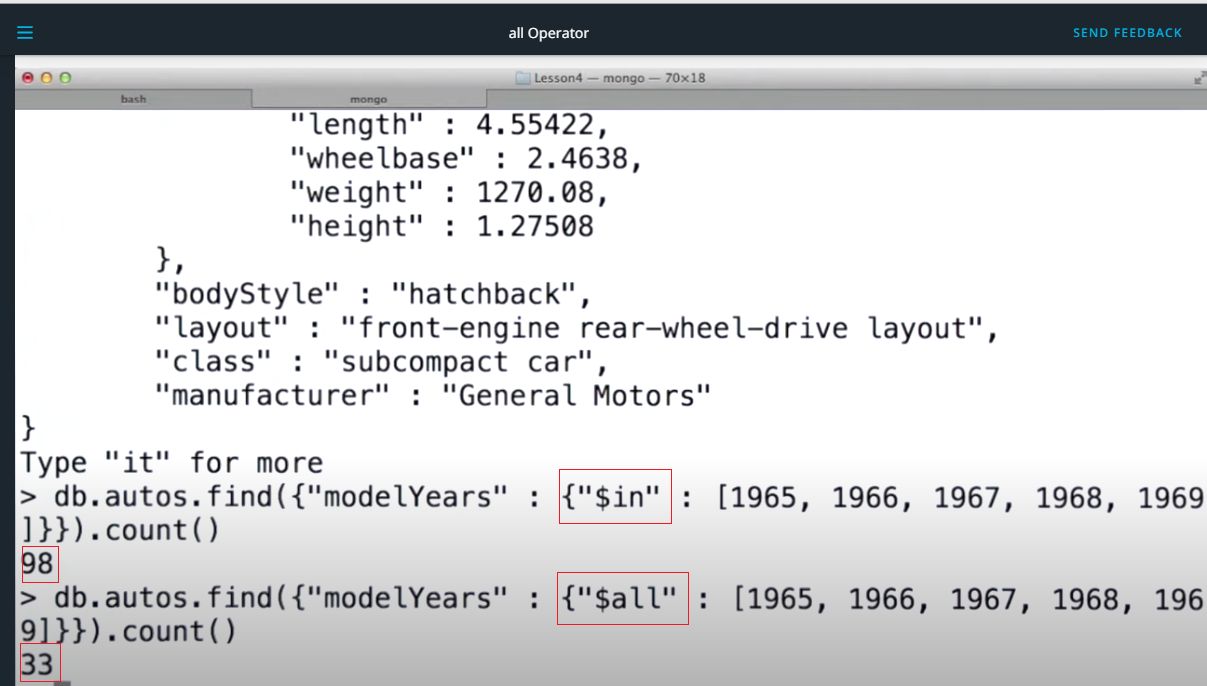 all Operator
SEND FEEDBACK
Lesson4 — mongo — 70×18
bash
mongo
"length" : 4.55422,
"wheelbase" : 2.4638,
"weight" : 1270.08,
"height" : 1.27508
},
"bodyStyle" : "hatchback",
"layout" : "front-engine rear-wheel-drive layout",
"class" : "subcompact car",
"manufacturer" : "General Motors"
}
Type "it" for more
> db.autos.find({"modelYears" : {"$in" : [1965, 1966, 1967, 1968, 1969
]}}).count()
98
> db.autos.find({"modelYears" : {"$all" : [1965, 1966, 1967, 1968, 196
9]}}).count()
33